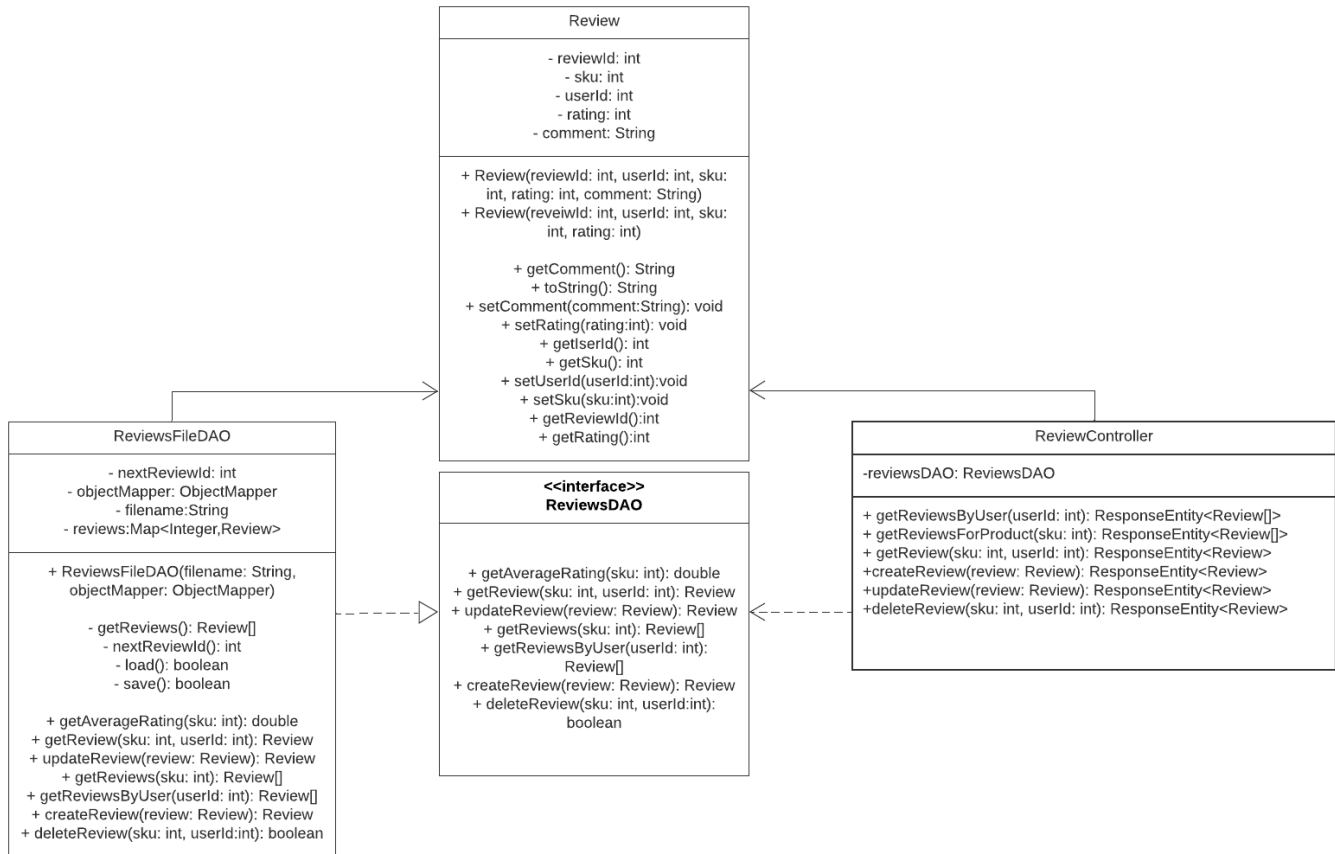 Review
- reviewId: int
- sku: int
- userId: int
- rating: int
- comment: String
+ Review(reviewId: int, userId: int, sku:
int, rating: int, comment: String)
+ Review(reveiwId: int, userId: int, sku:
int, rating: int)
+ getComment(): String
+ toString(): String
+ setComment(comment:String): void
+ setRating(rating:int): void
+ getIserId(): int
+ getSku(): int
+ setUserId(userId:int):void
+ setSku(sku:int):void
+ getReviewId():int
+ getRating():int
ReviewsFileDAO
- nextReviewId: int
- objectMapper: ObjectMapper
- filename:String
- reviews:Map<Integer,Review>
+ ReviewsFileDAO(filename: String,
objectMapper: ObjectMapper)
- getReviews(): Review[]
- nextReviewId(): int
- load(): boolean
- save(): boolean
+ getAverageRating(sku: int): double
+ getReview(sku: int, userId: int): Review
+ updateReview(review: Review): Review
+ getReviews(sku: int): Review[]
+ getReviewsByUser(userId: int): Review[]
+ createReview(review: Review): Review
+ deleteReview(sku: int, userId:int): boolean
<<interface>>
ReviewsDAO
+ getAverageRating(sku: int): double
+ getReview(sku: int, userId: int): Review
+ updateReview(review: Review): Review
+ getReviews(sku: int): Review[]
+ getReviewsByUser(userId: int):
Review[]
+ createReview(review: Review): Review
+ deleteReview(sku: int, userId:int):
boolean
ReviewController
-reviewsDAO: ReviewsDAO
+ getReviewsByUser(userId: int): ResponseEntity<Review[]>
+ getReviewsForProduct(sku: int): ResponseEntity<Review[]>
+ getReview(sku: int, userId: int): ResponseEntity<Review>
+createReview(review: Review): ResponseEntity<Review>
+updateReview(review: Review): ResponseEntity<Review>
+deleteReview(sku: int, userId: int): ResponseEntity<Review>